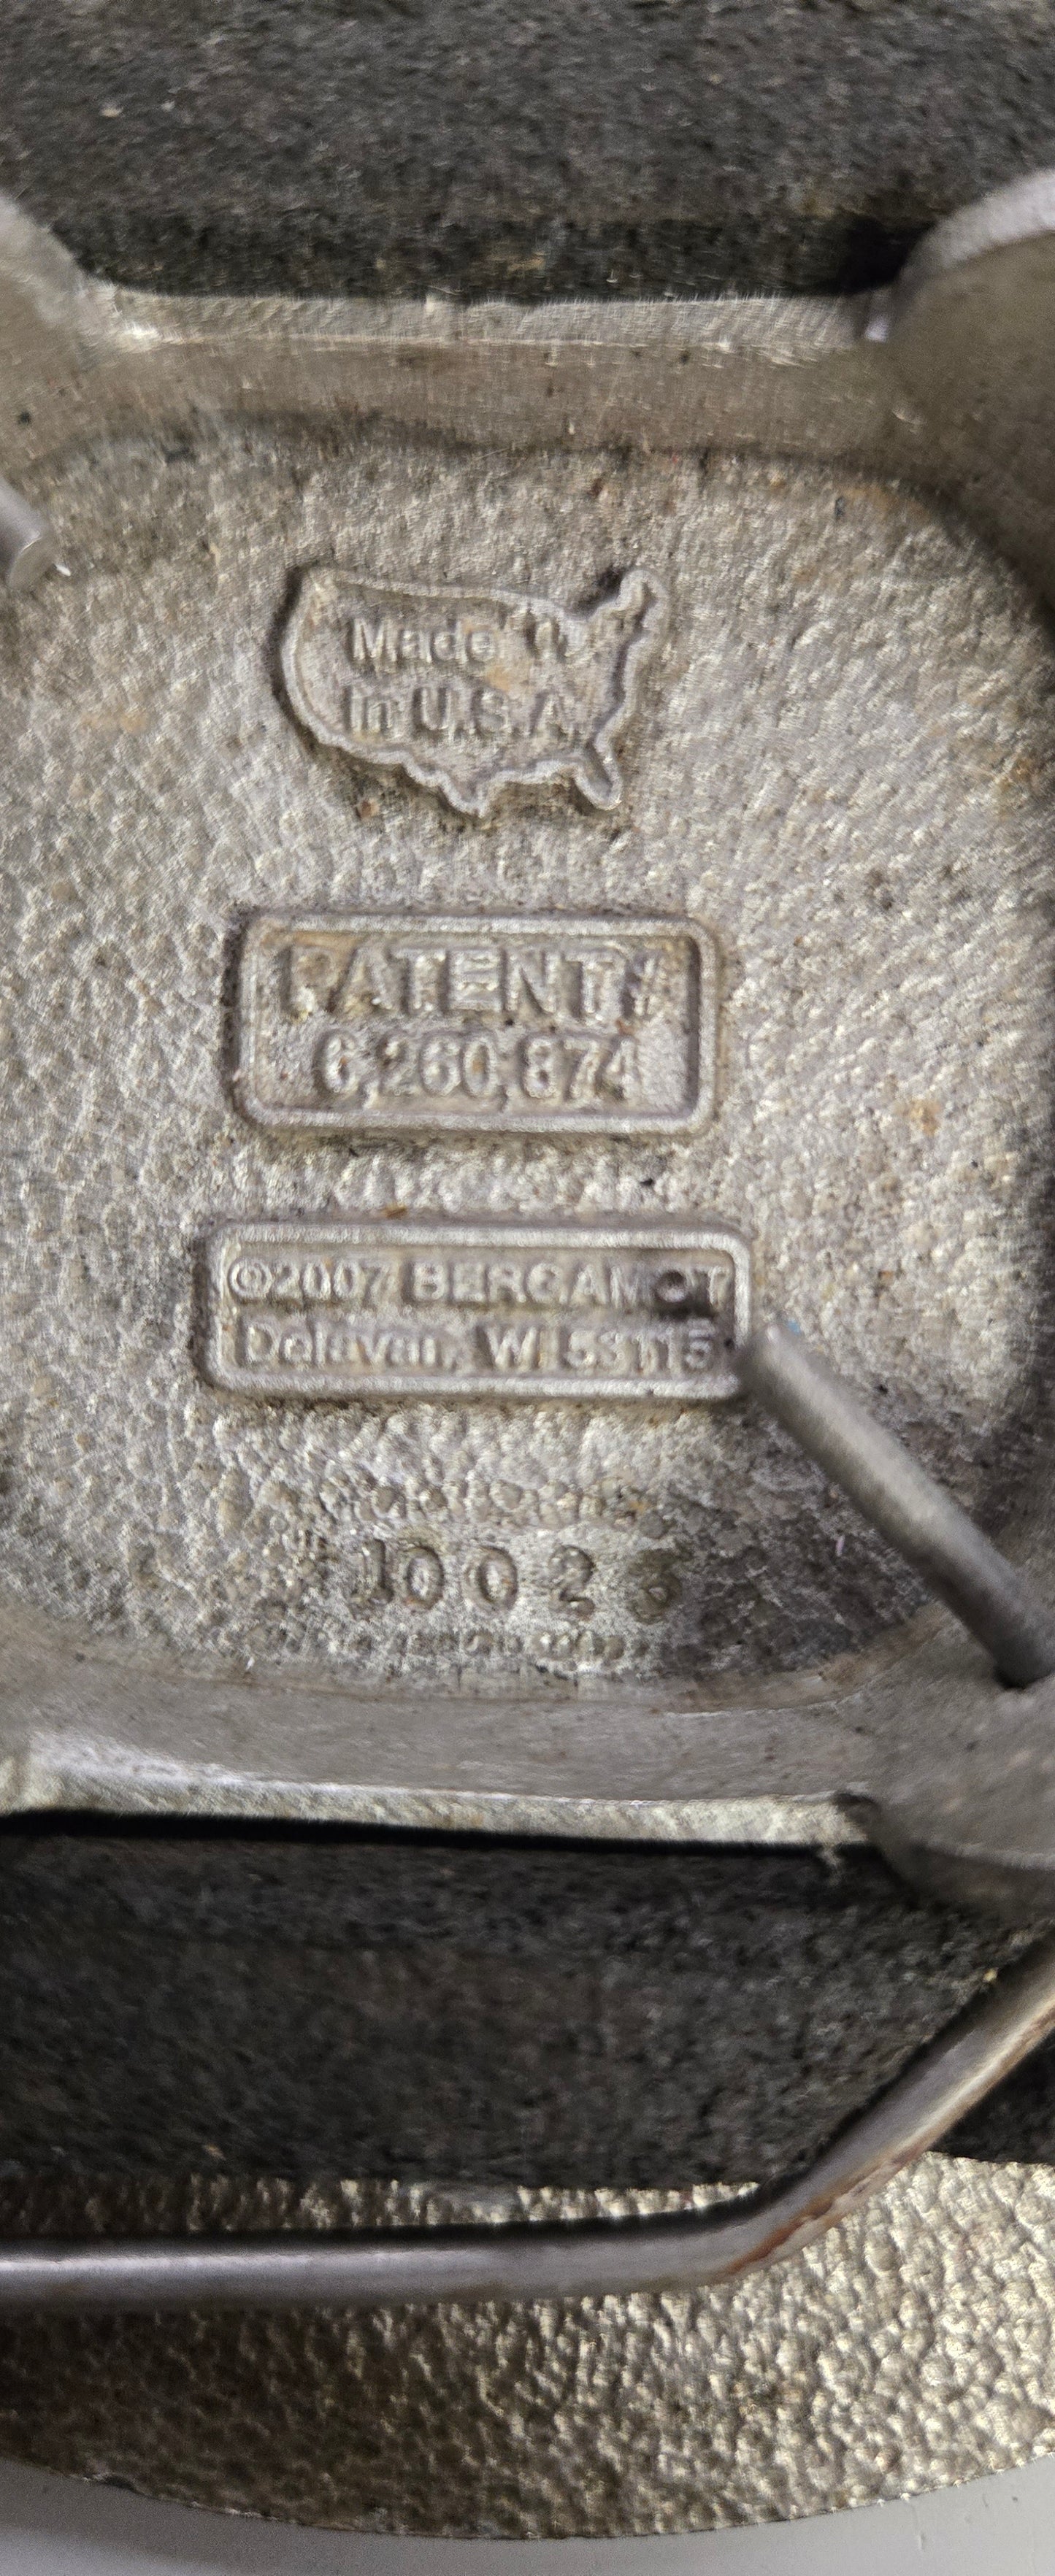 Made
in U.S.A.
PATENT #
6,260,874
©2007 BERGAMOT
Delavan, WI 53115